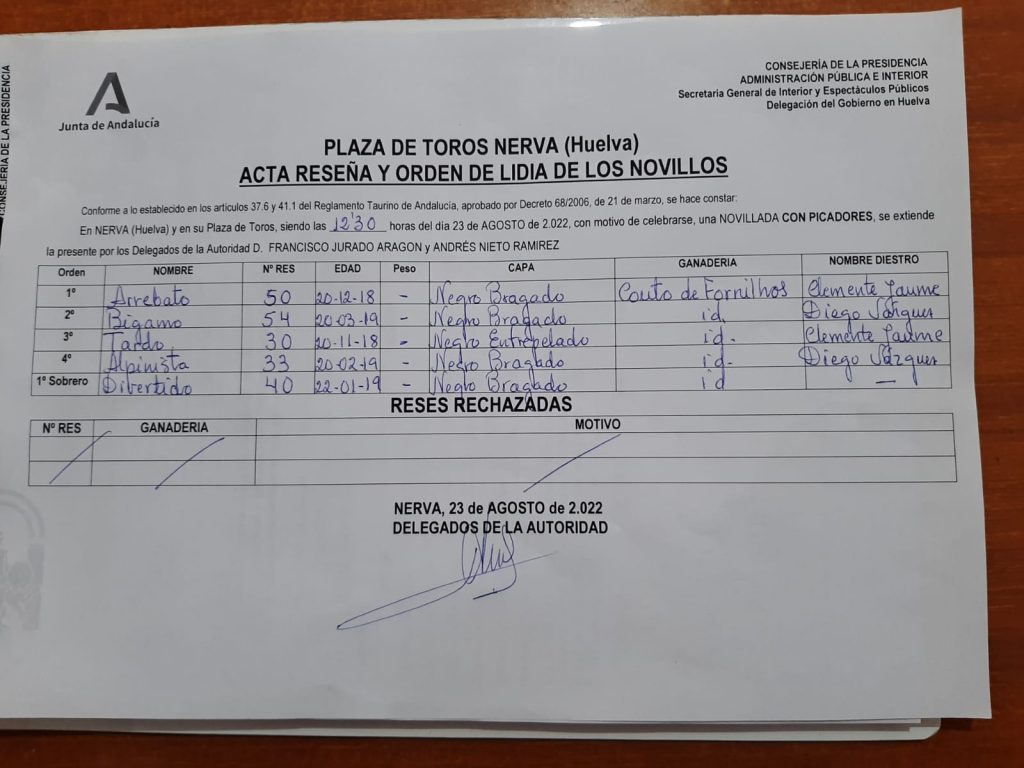 CONSEJERÍA DE LA PRESIDENCIA
Junta de Andalucía
CONSEJERÍA DE LA PRESIDENCIA
ADMINISTRACIÓN PÚBLICA E INTERIOR
Secretaria General de Interior y Espectáculos Públicos
Delegación del Gobierno en Huelva
PLAZA DE TOROS NERVA (Huelva)
ACTA RESEÑA Y ORDEN DE LIDIA DE LOS NOVILLOS
Conforme a lo establecido en los articulos 37.6 y 41.1 del Reglamento Taurino de Andalucia, aprobado por Decreto 68/2006, de 21 de marzo, se hace constar:
En NERVA (Huelva) y en su Plaza de Toros, siendo las 12'30 horas del dia 23 de AGOSTO de 2.022, con motivo de celebrarse, una NOVILLADA CON PICADORES, se extiende
la presente por los Delegados de la Autoridad D. FRANCISCO JURADO ARAGON y ANDRÉS NIETO RAMIREZ
Orden NOMBRE Nº RES EDAD Peso CAPA GANADERIA NOMBRE DIESTRO
1º Arrebato 50 20-12-18 - Negro Bragado Couto de Fornilhos Clemente Jaume
2º Bígamo 54 20-03-19 - Negro Bragado id. Diego Vázquez
3º Tardo 30 20-11-18 - Negro Entrepelado id. Clemente Jaume
4º Alpinista 33 20-02-19 - Negro Bragado id. Diego Vázquez
1º Sobrero Divertido 40 22-01-19 - Negro Bragado id —
RESES RECHAZADAS
Nº RES GANADERIA MOTIVO
NERVA, 23 de AGOSTO de 2.022
DELEGADOS DE LA AUTORIDAD